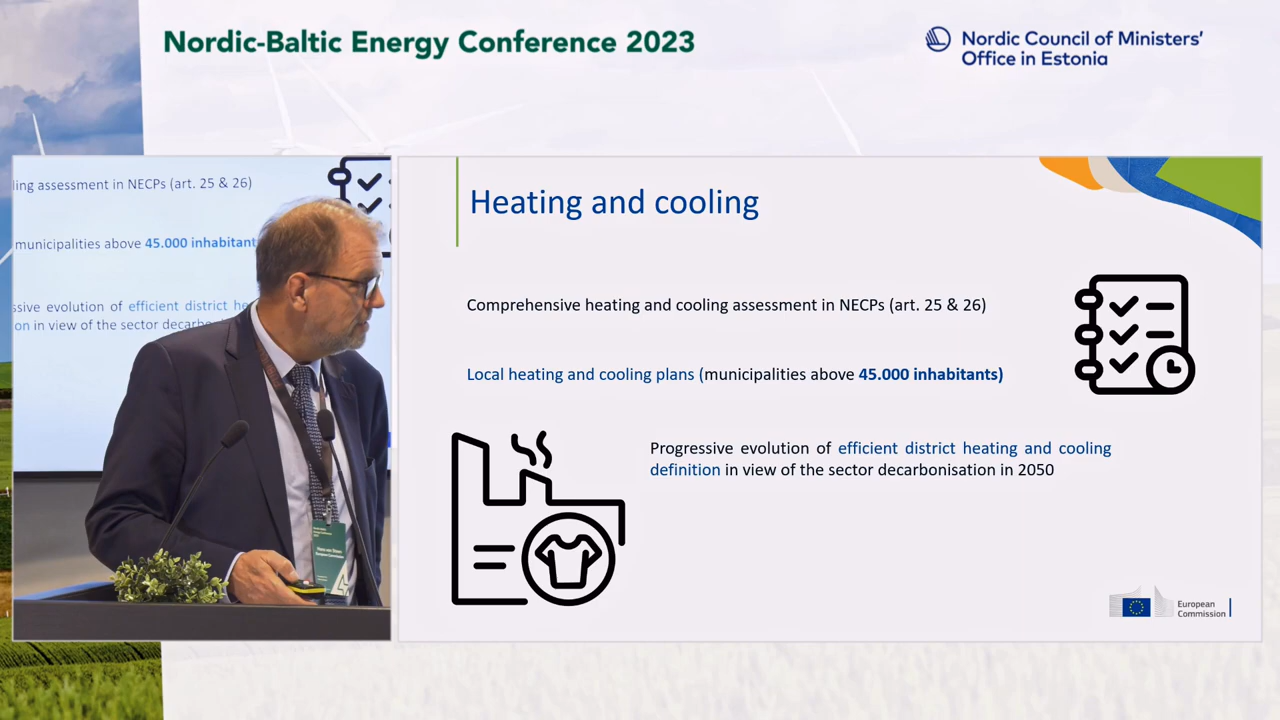 Nordic-Baltic Energy Conference 2023
Nordic Council of Ministers'
Office in Estonia
ling assessment in NECPs (art. 25 & 26)
municipalities above 45.000 inhabitant
ssive evolution of efficient district he
on in view of the sector decarbo
Heating and cooling
Comprehensive heating and cooling assessment in NECPs (art. 25 & 26)
Local heating and cooling plans (municipalities above 45.000 inhabitants)
Progressive evolution of efficient district heating and cooling
definition in view of the sector decarbonisation in 2050
European
Commission